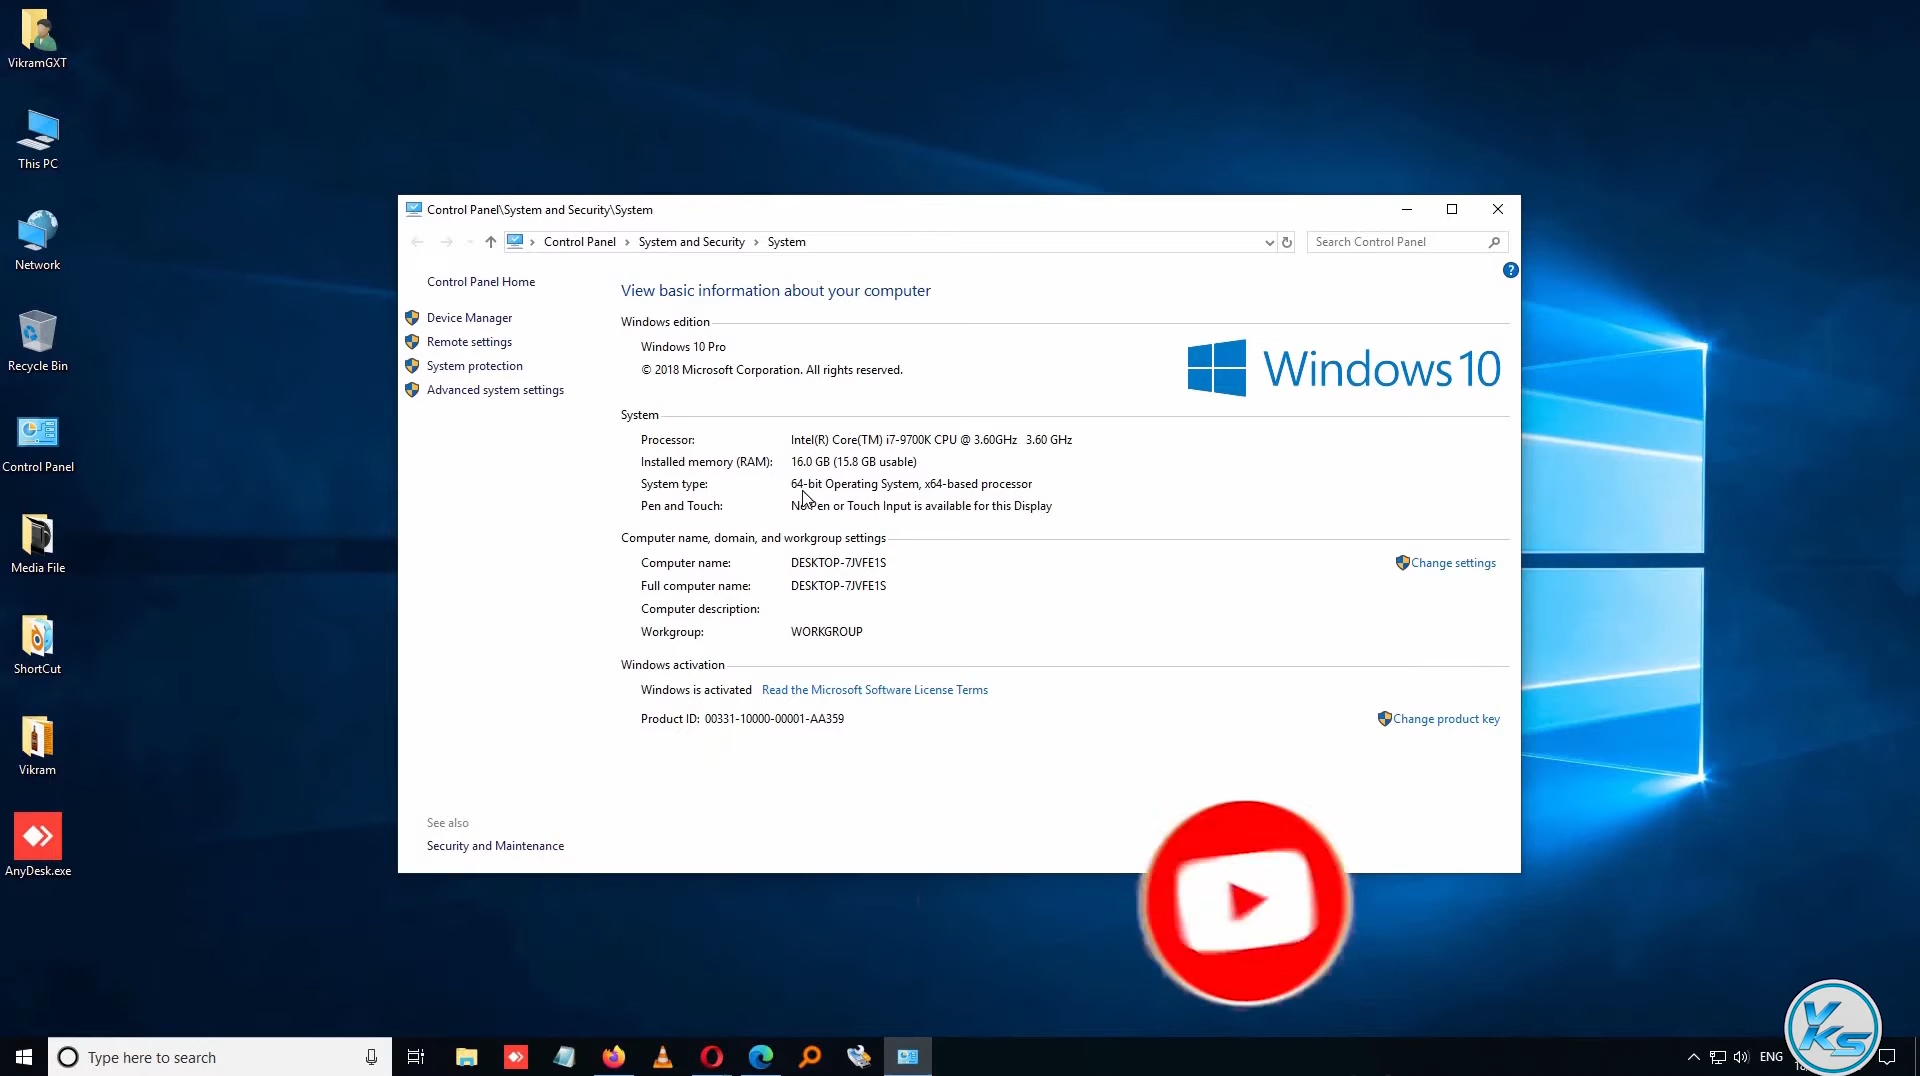 VikramGXT
This PC
Network
Recycle Bin
Control Panel
Media File
ShortCut
Vikram
AnyDesk.exe
Control Panel\System and Security\System
Control Panel > System and Security > System
Search Control Panel
?
Control Panel Home
Device Manager
Remote settings
System protection
Advanced system settings
See also
Security and Maintenance
View basic information about your computer
Windows edition
Windows 10 Pro
© 2018 Microsoft Corporation. All rights reserved.
Windows 10
System
Processor: Intel(R) Core(TM) i7-9700K CPU @ 3.60GHz 3.60 GHz
Installed memory (RAM): 16.0 GB (15.8 GB usable)
System type: 64-bit Operating System, x64-based processor
Pen and Touch: No Pen or Touch Input is available for this Display
Computer name, domain, and workgroup settings
Computer name: DESKTOP-7JVFE1S
Change settings
Full computer name: DESKTOP-7JVFE1S
Computer description:
Workgroup: WORKGROUP
Windows activation
Windows is activated Read the Microsoft Software License Terms
Product ID: 00331-10000-00001-AA359
Change product key
Type here to search
ENG
VKS